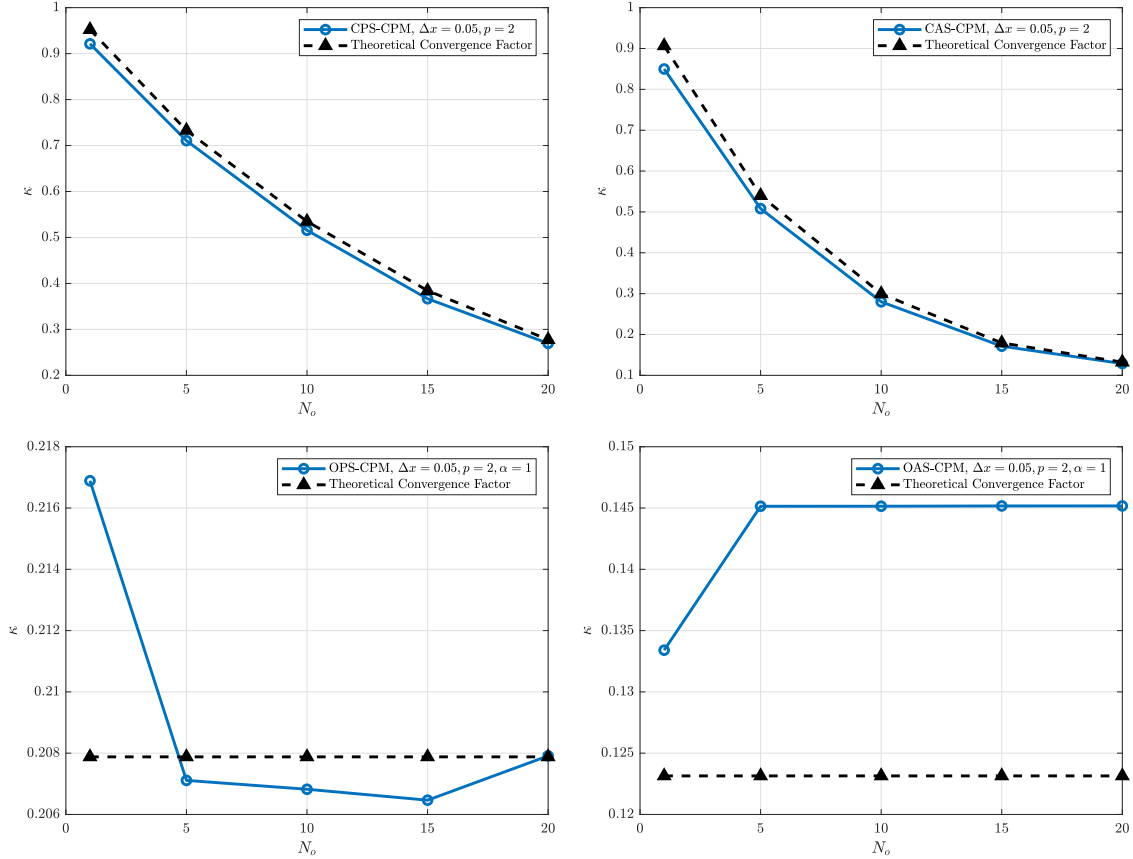 CPS-CPM, Δx = 0.05, p = 2
Theoretical Convergence Factor
1
0.9
0.8
0.7
0.6
0.5
0.4
0.3
0.2
κ
0 5 10 15 20
N_o
CAS-CPM, Δx = 0.05, p = 2
Theoretical Convergence Factor
1
0.9
0.8
0.7
0.6
0.5
0.4
0.3
0.2
0.1
κ
0 5 10 15 20
N_o
OPS-CPM, Δx = 0.05, p = 2, α = 1
Theoretical Convergence Factor
0.218
0.216
0.214
0.212
0.21
0.208
0.206
κ
0 5 10 15 20
N_o
OAS-CPM, Δx = 0.05, p = 2, α = 1
Theoretical Convergence Factor
0.15
0.145
0.14
0.135
0.13
0.125
0.12
κ
0 5 10 15 20
N_o